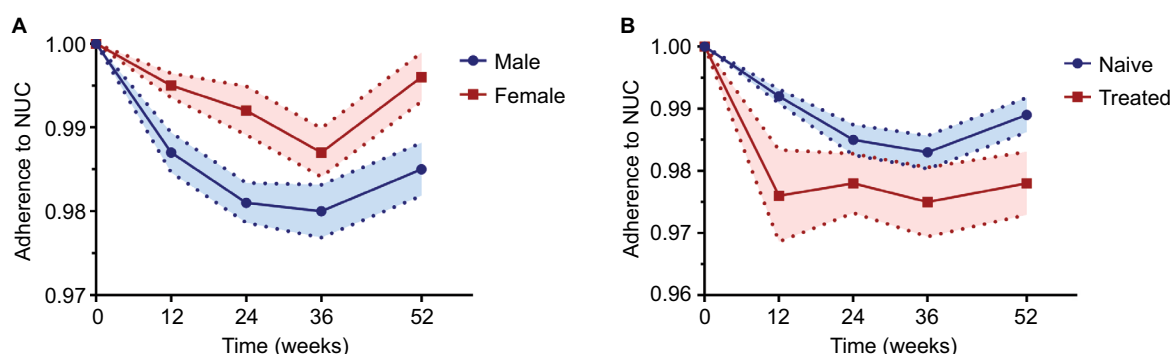 A
Adherence to NUC
1.00
0.99
0.98
0.97
0 12 24 36 52
Time (weeks)
Male
Female
B
Adherence to NUC
1.00
0.99
0.98
0.97
0.96
0 12 24 36 52
Time (weeks)
Naive
Treated